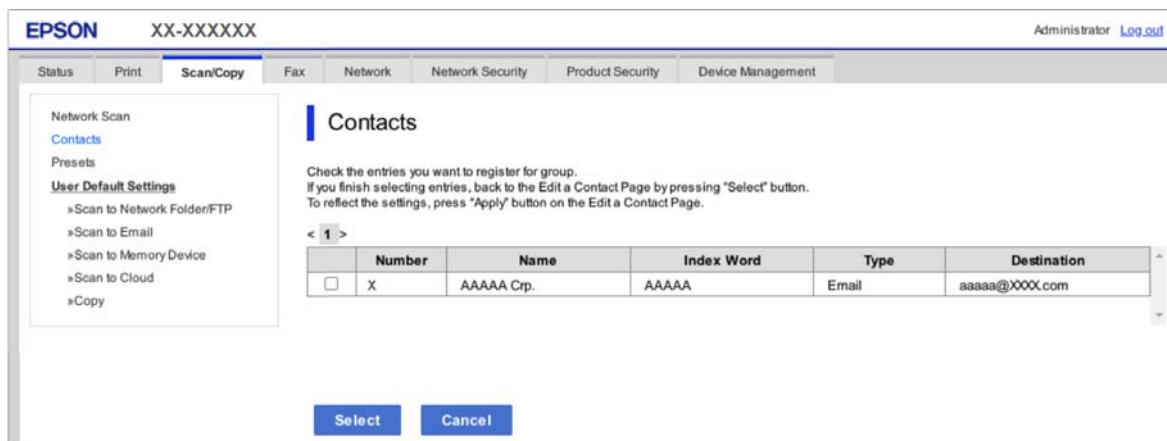 EPSON XX-XXXXXX Administrator Log out
Status Print Scan/Copy Fax Network Network Security Product Security Device Management
Network Scan
Contacts
Presets
User Default Settings
»Scan to Network Folder/FTP
»Scan to Email
»Scan to Memory Device
»Scan to Cloud
»Copy
Contacts
Check the entries you want to register for group.
If you finish selecting entries, back to the Edit a Contact Page by pressing "Select" button.
To reflect the settings, press "Apply" button on the Edit a Contact Page.
< 1 >
Number Name Index Word Type Destination
X AAAAA Crp. AAAAA Email aaaaa@XXXX.com
Select Cancel